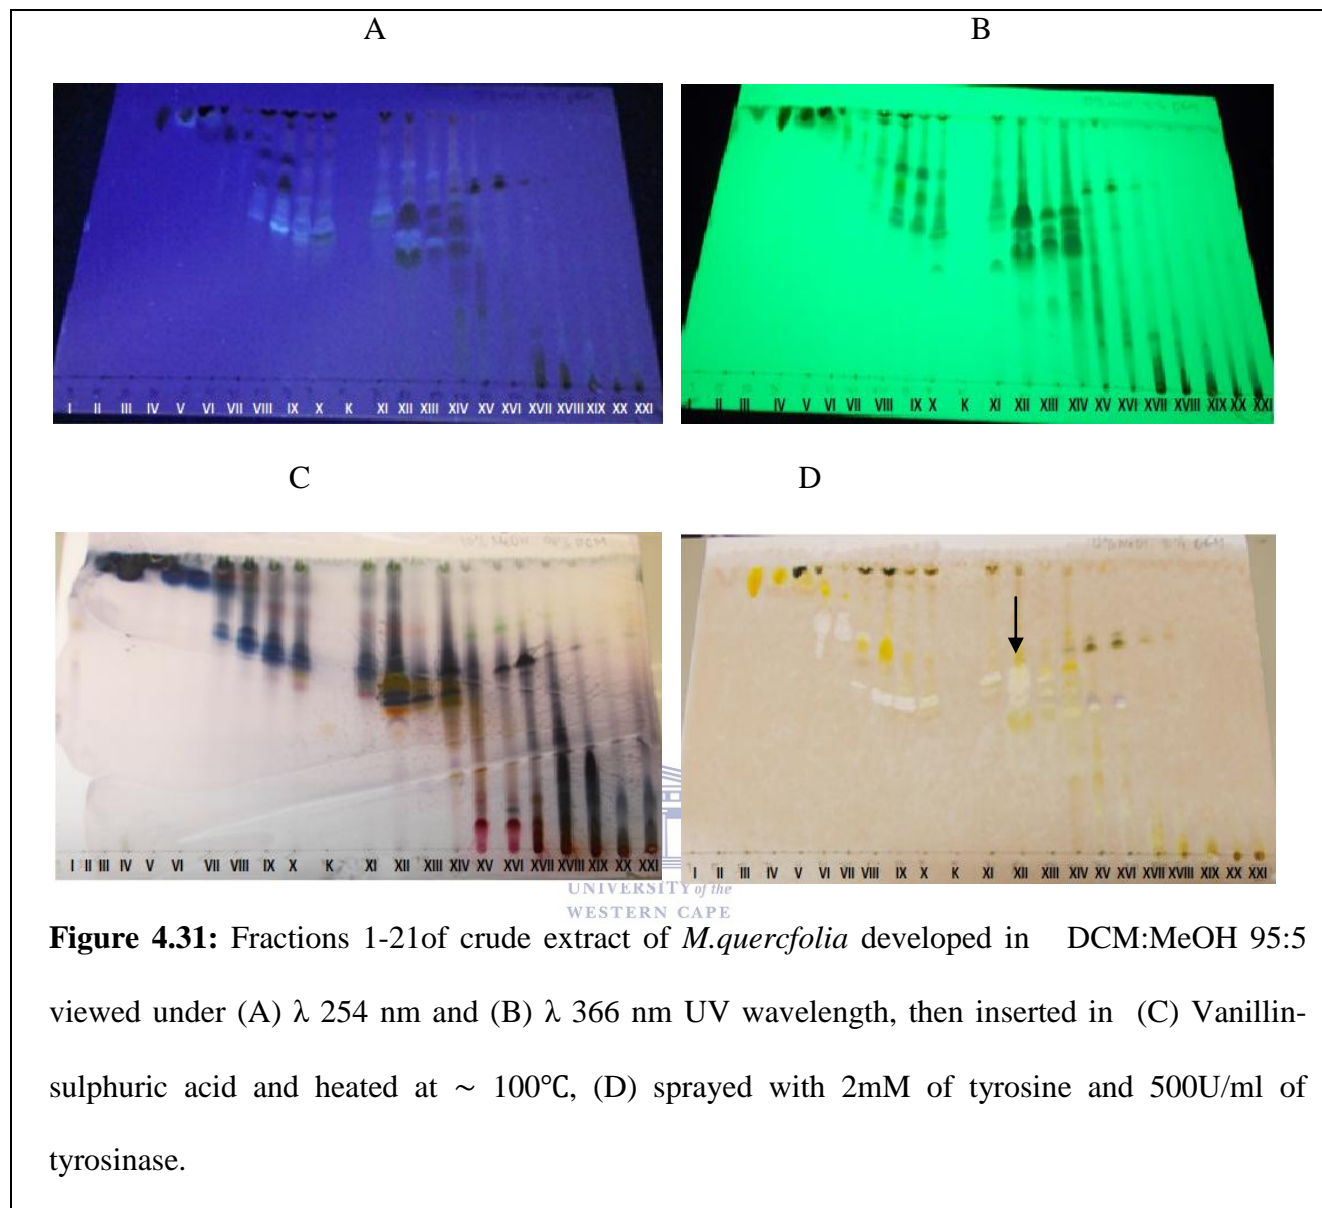 A
B
I II III IV V VI VII VIII IX X K XI XII XIII XIV XV XVI XVII XVIII XIX XX XXI
I II III IV V VI VII VIII IX X K XI XII XIII XIV XV XVI XVII XVIII XIX XX XXI
C
D
I II III IV V VI VII VIII IX X K XI XII XIII XIV XV XVI XVII XVIII XIX XX XXI
I II III IV V VI VII VIII IX X K XI XII XIII XIV XV XVI XVII XVIII XIX XX XXI
UNIVERSITY of the
WESTERN CAPE
Figure 4.31: Fractions 1-21of crude extract of M.quercfolia developed in DCM:MeOH 95:5
viewed under (A) λ 254 nm and (B) λ 366 nm UV wavelength, then inserted in (C) Vanillin-
sulphuric acid and heated at ~ 100℃, (D) sprayed with 2mM of tyrosine and 500U/ml of
tyrosinase.